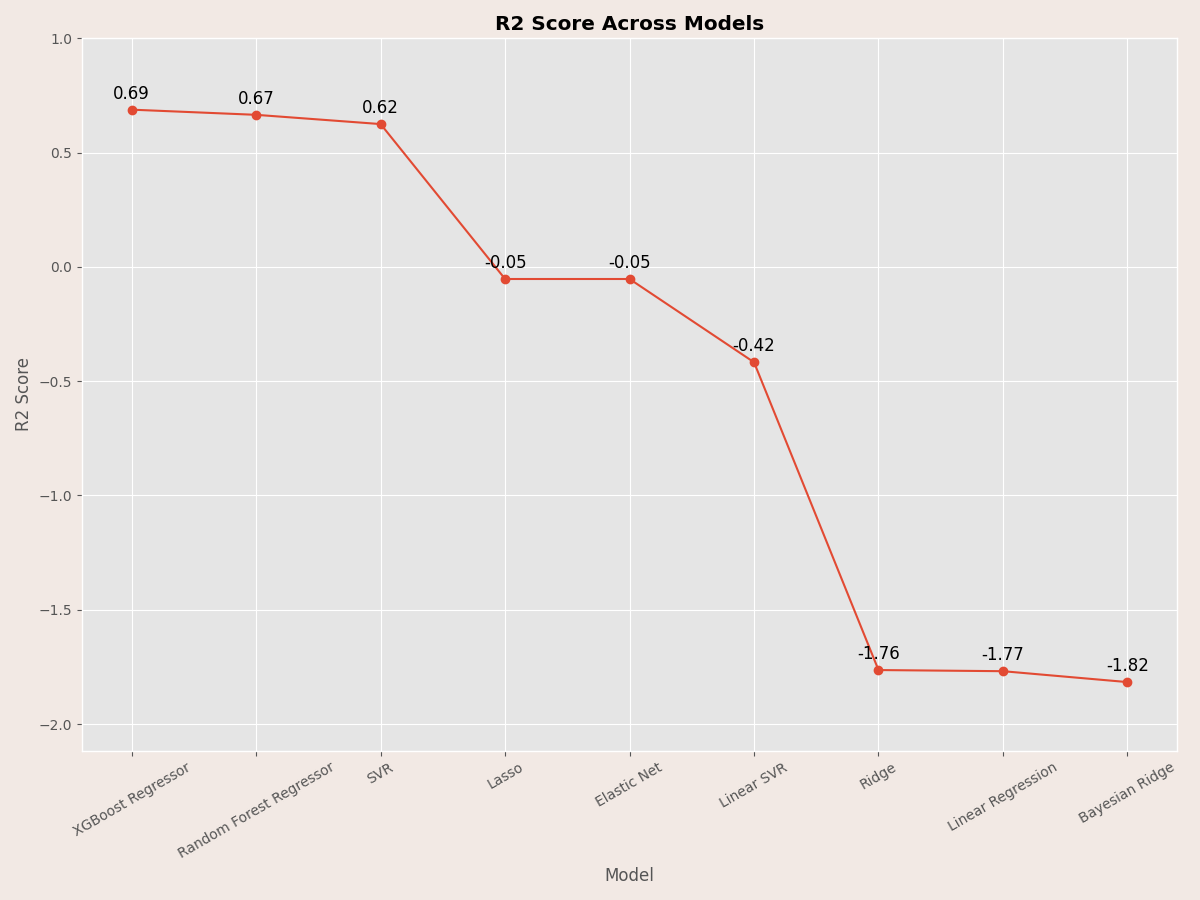 R2 Score Across Models
1.0
0.5
0.0
−0.5
−1.0
−1.5
−2.0
R2 Score
0.69
0.67
0.62
-0.05
-0.05
-0.42
-1.76
-1.77
-1.82
XGBoost Regressor
Random Forest Regressor
SVR
Lasso
Elastic Net
Linear SVR
Ridge
Linear Regression
Bayesian Ridge
Model